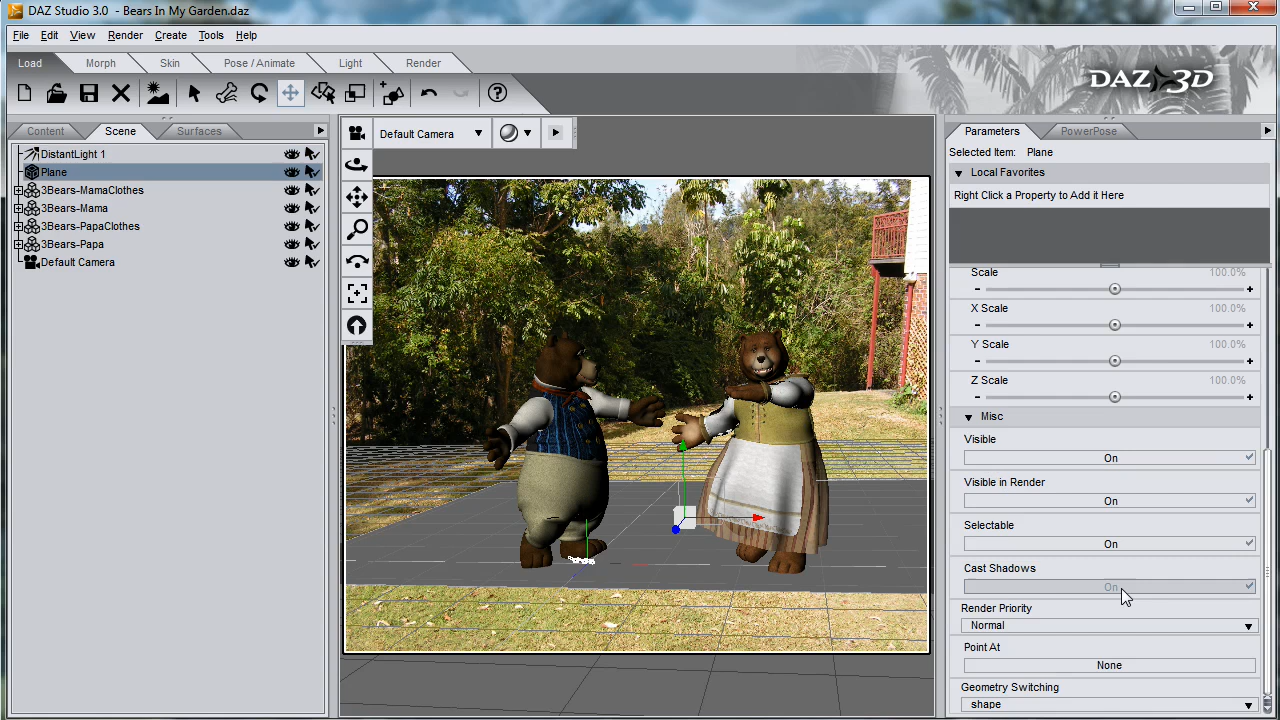 DAZ Studio 3.0 - Bears In My Garden.daz
File Edit View Render Create Tools Help
Load Morph Skin Pose / Animate Light Render
DAZ 3D
Content Scene Surfaces
DistantLight 1
Plane
3Bears-MamaClothes
3Bears-Mama
3Bears-PapaClothes
3Bears-Papa
Default Camera
Default Camera
Parameters PowerPose
Selected Item: Plane
Local Favorites
Right Click a Property to Add it Here
Scale 100.0%
X Scale 100.0%
Y Scale 100.0%
Z Scale 100.0%
Misc
Visible
On
Visible in Render
On
Selectable
On
Cast Shadows
On
Render Priority
Normal
Point At
None
Geometry Switching
shape